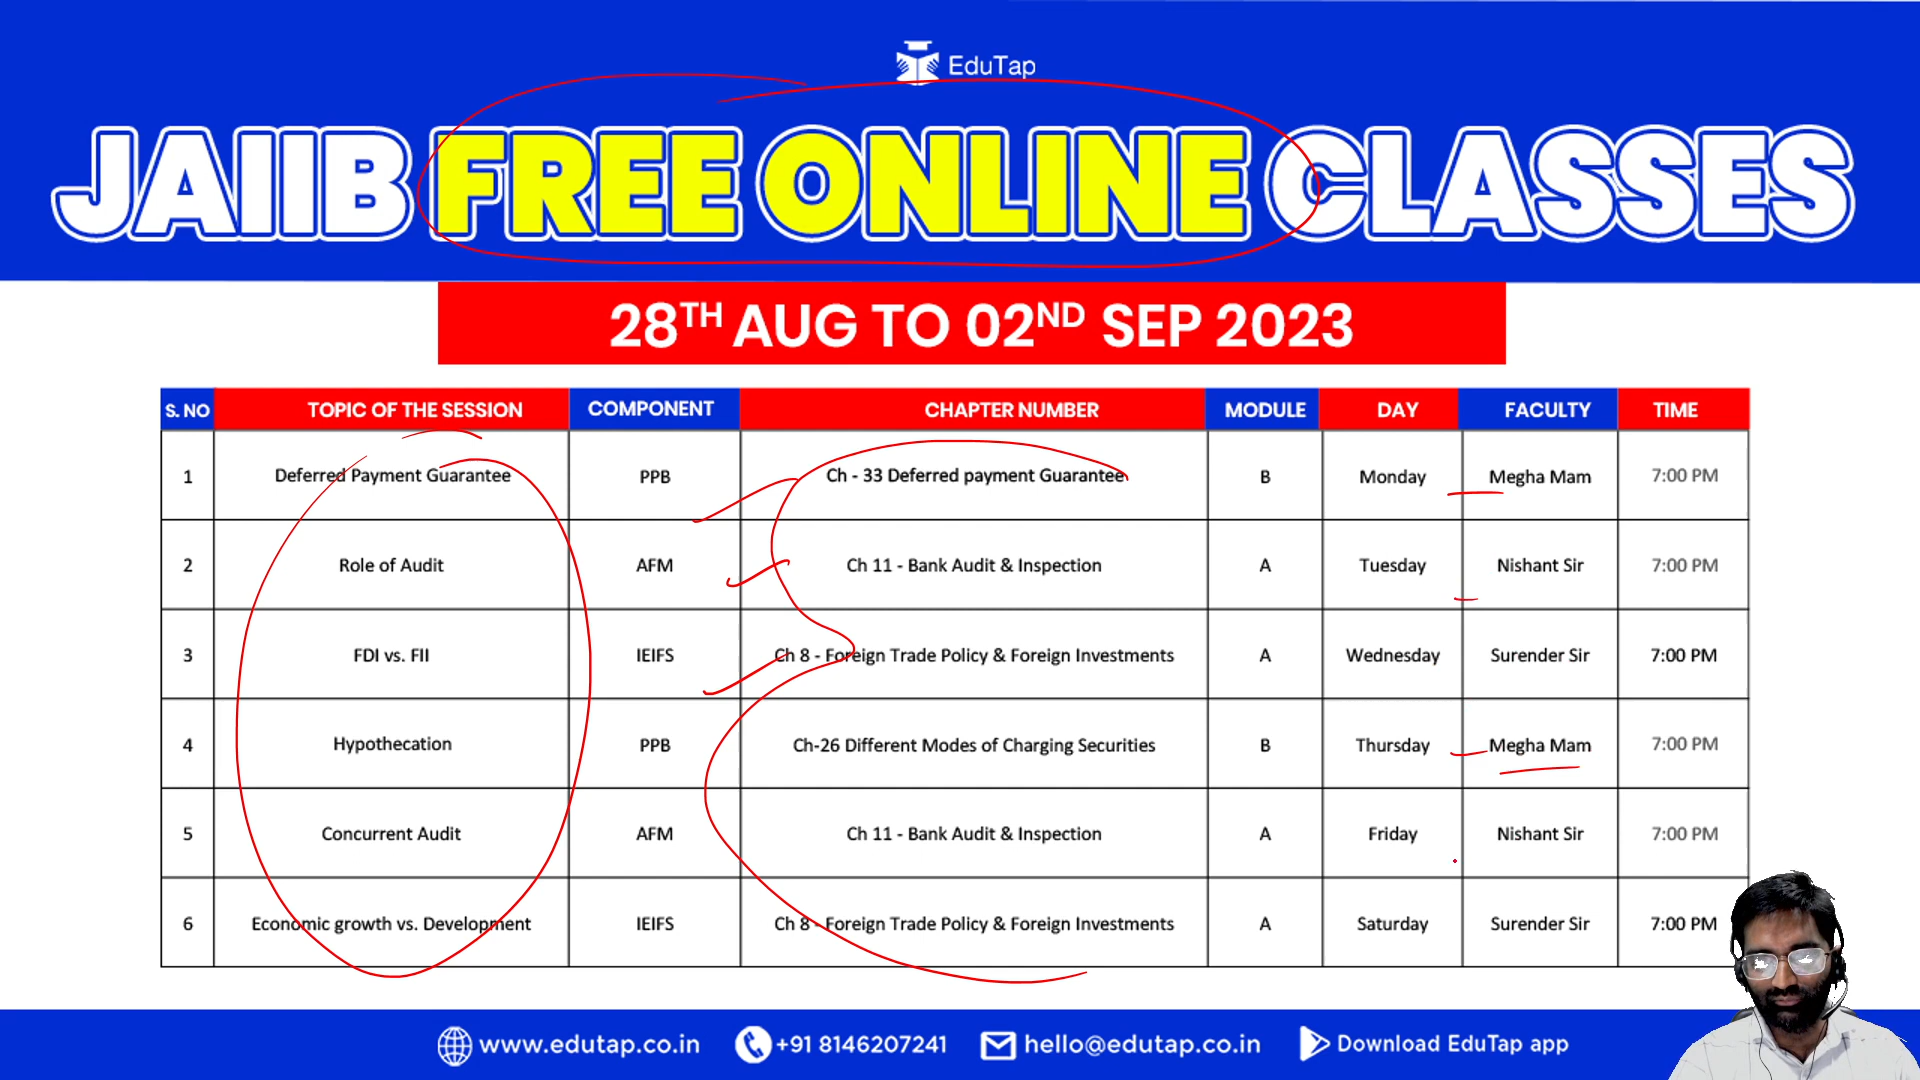 EduTap
JAIIB FREE ONLINE CLASSES
28TH AUG TO 02ND SEP 2023
S. NO TOPIC OF THE SESSION COMPONENT CHAPTER NUMBER MODULE DAY FACULTY TIME
1 Deferred Payment Guarantee PPB Ch - 33 Deferred payment Guarantee B Monday Megha Mam 7:00 PM
2 Role of Audit AFM Ch 11 - Bank Audit & Inspection A Tuesday Nishant Sir 7:00 PM
3 FDI vs. FII IEIFS Ch 8 - Foreign Trade Policy & Foreign Investments A Wednesday Surender Sir 7:00 PM
4 Hypothecation PPB Ch-26 Different Modes of Charging Securities B Thursday Megha Mam 7:00 PM
5 Concurrent Audit AFM Ch 11 - Bank Audit & Inspection A Friday Nishant Sir 7:00 PM
6 Economic growth vs. Development IEIFS Ch 8 - Foreign Trade Policy & Foreign Investments A Saturday Surender Sir 7:00 PM
www.edutap.co.in +91 8146207241 hello@edutap.co.in Download EduTap app